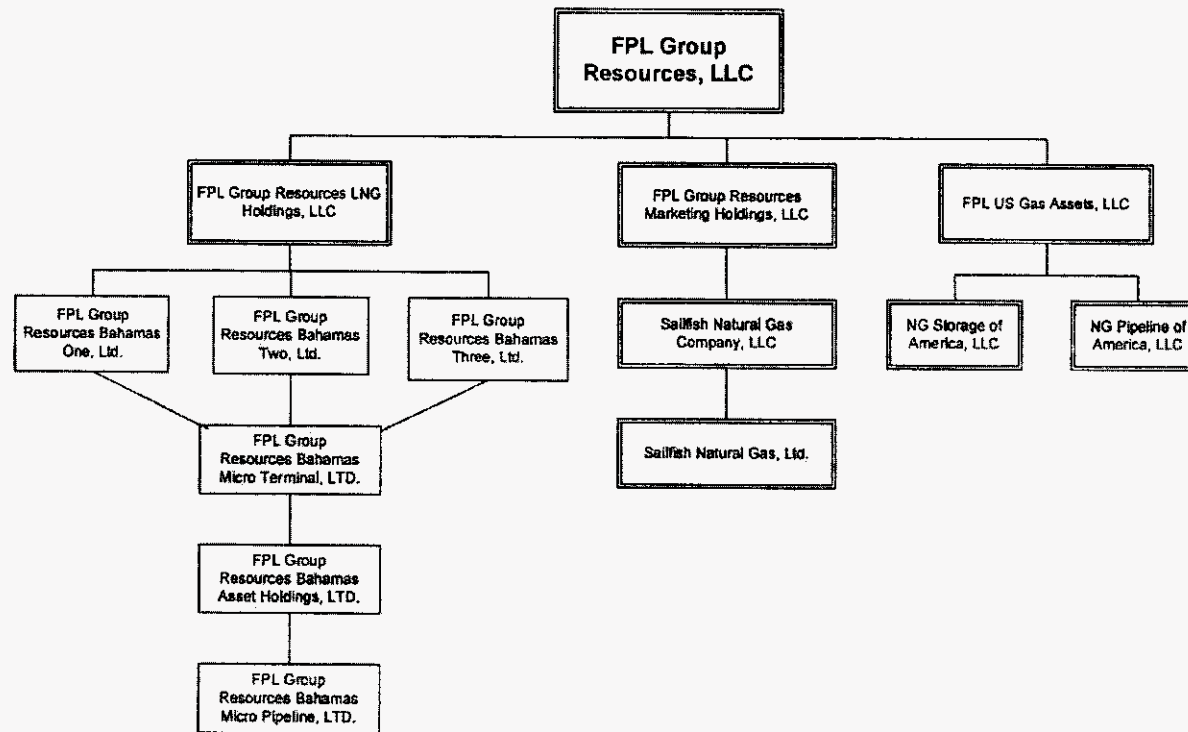 FPL Group
Resources, LLC
FPL Group Resources LNG
Holdings, LLC
FPL Group Resources
Marketing Holdings, LLC
FPL US Gas Assets, LLC
FPL Group
Resources Bahamas
One, Ltd.
FPL Group
Resources Bahamas
Two, Ltd.
FPL Group
Resources Bahamas
Three, Ltd.
Sailfish Natural Gas
Company, LLC
NG Storage of
America, LLC
NG Pipeline of
America, LLC
FPL Group
Resources Bahamas
Micro Terminal, LTD.
Sailfish Natural Gas, Ltd.
FPL Group
Resources Bahamas
Asset Holdings, LTD.
FPL Group
Resources Bahamas
Micro Pipeline, LTD.